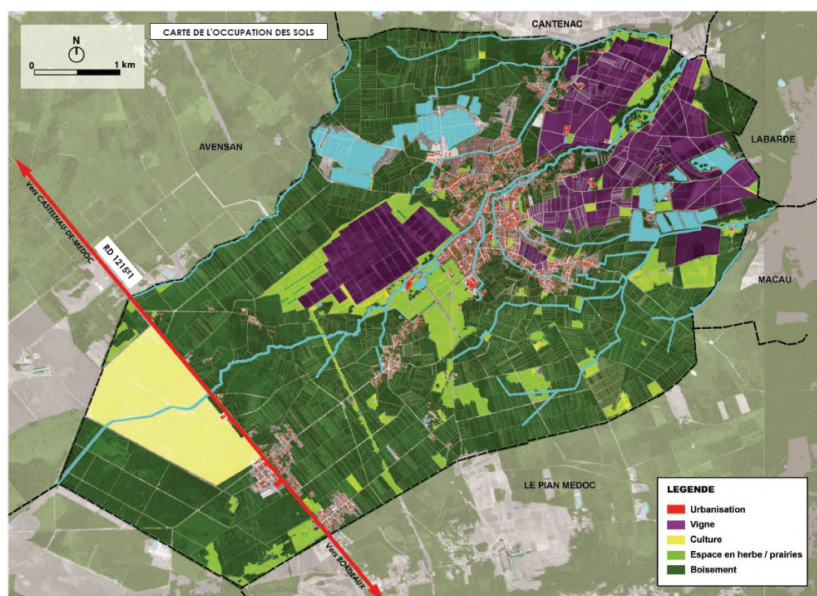 CARTE DE L'OCCUPATION DES SOLS
N
0 1 km
CANTENAC
AVENSAN
LABARDE
Vers CASTELNAU-DE-MEDOC
RD 1215E1
MACAU
LE PIAN MEDOC
Vers BORDEAUX
LEGENDE
Urbanisation
Vigne
Culture
Espace en herbe / prairies
Boisement